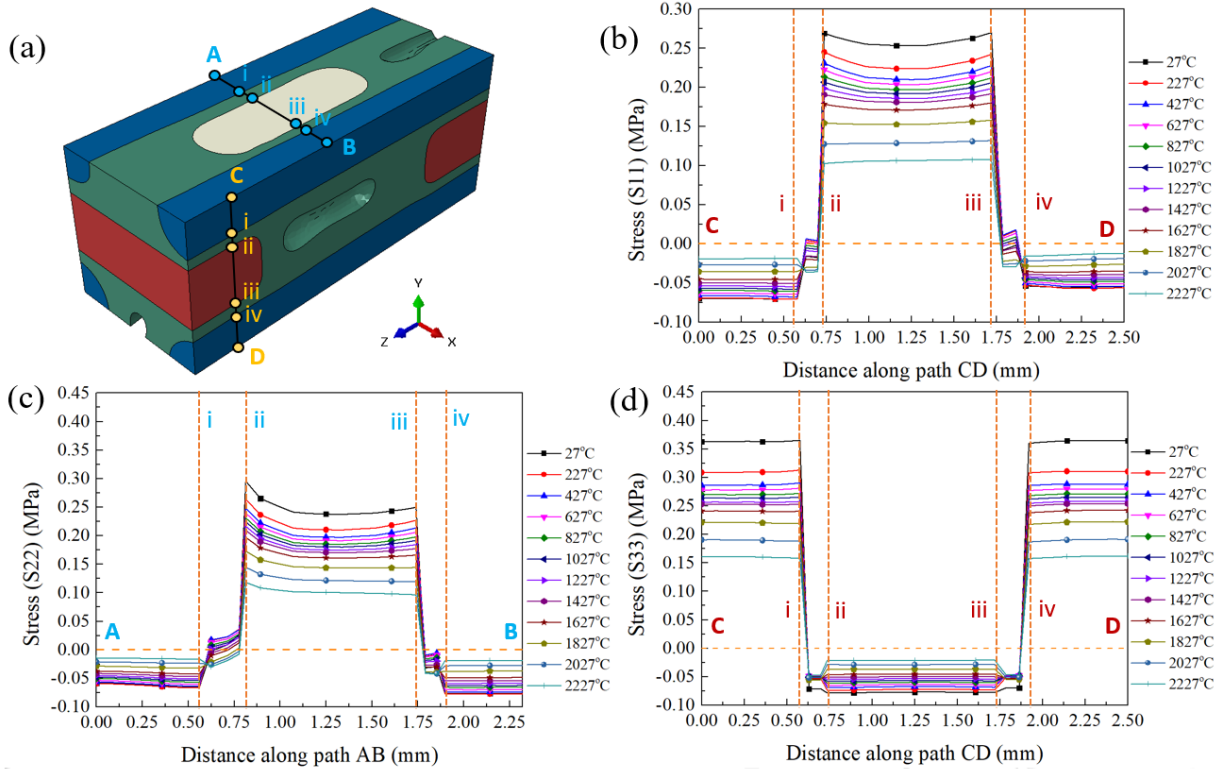 (a)
A
i
ii
iii
iv
B
C
i
ii
iii
iv
D
Y
Z
X
(b)
Stress (S11) (MPa)
0.30
0.25
0.20
0.15
0.10
0.05
0.00
-0.05
-0.10
i
ii
iii
iv
C
D
0.00 0.25 0.50 0.75 1.00 1.25 1.50 1.75 2.00 2.25 2.50
Distance along path CD (mm)
27°C
227°C
427°C
627°C
827°C
1027°C
1227°C
1427°C
1627°C
1827°C
2027°C
2227°C
(c)
Stress (S22) (MPa)
0.45
0.40
0.35
0.30
0.25
0.20
0.15
0.10
0.05
0.00
-0.05
-0.10
i
ii
iii
iv
A
B
0.00 0.25 0.50 0.75 1.00 1.25 1.50 1.75 2.00 2.25
Distance along path AB (mm)
27°C
227°C
427°C
627°C
827°C
1027°C
1227°C
1427°C
1627°C
1827°C
2027°C
2227°C
(d)
Stress (S33) (MPa)
0.45
0.40
0.35
0.30
0.25
0.20
0.15
0.10
0.05
0.00
-0.05
-0.10
i
ii
iii
iv
C
D
0.00 0.25 0.50 0.75 1.00 1.25 1.50 1.75 2.00 2.25 2.50
Distance along path CD (mm)
27°C
227°C
427°C
627°C
827°C
1027°C
1227°C
1427°C
1627°C
1827°C
2027°C
2227°C